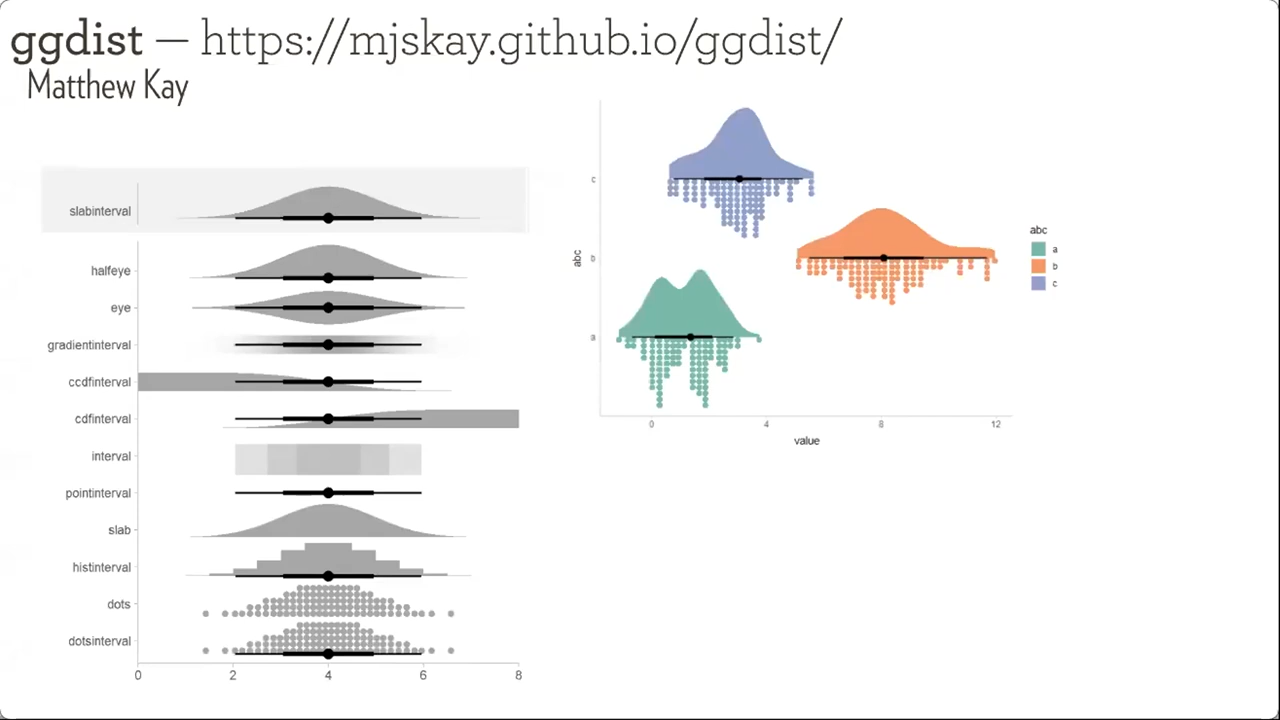 ggdist — https://mjskay.github.io/ggdist/
Matthew Kay
slabinterval
halfeye
eye
gradientinterval
ccdfinterval
cdfinterval
interval
pointinterval
slab
histinterval
dots
dotsinterval
0 2 4 6 8
abc
c
b
a
0 4 8 12
value
abc
a
b
c